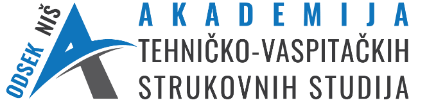 ODSEK NIŠ
AKADEMIJA
TEHNIČKO-VASPITAČKIH
STRUKOVNIH STUDIJA